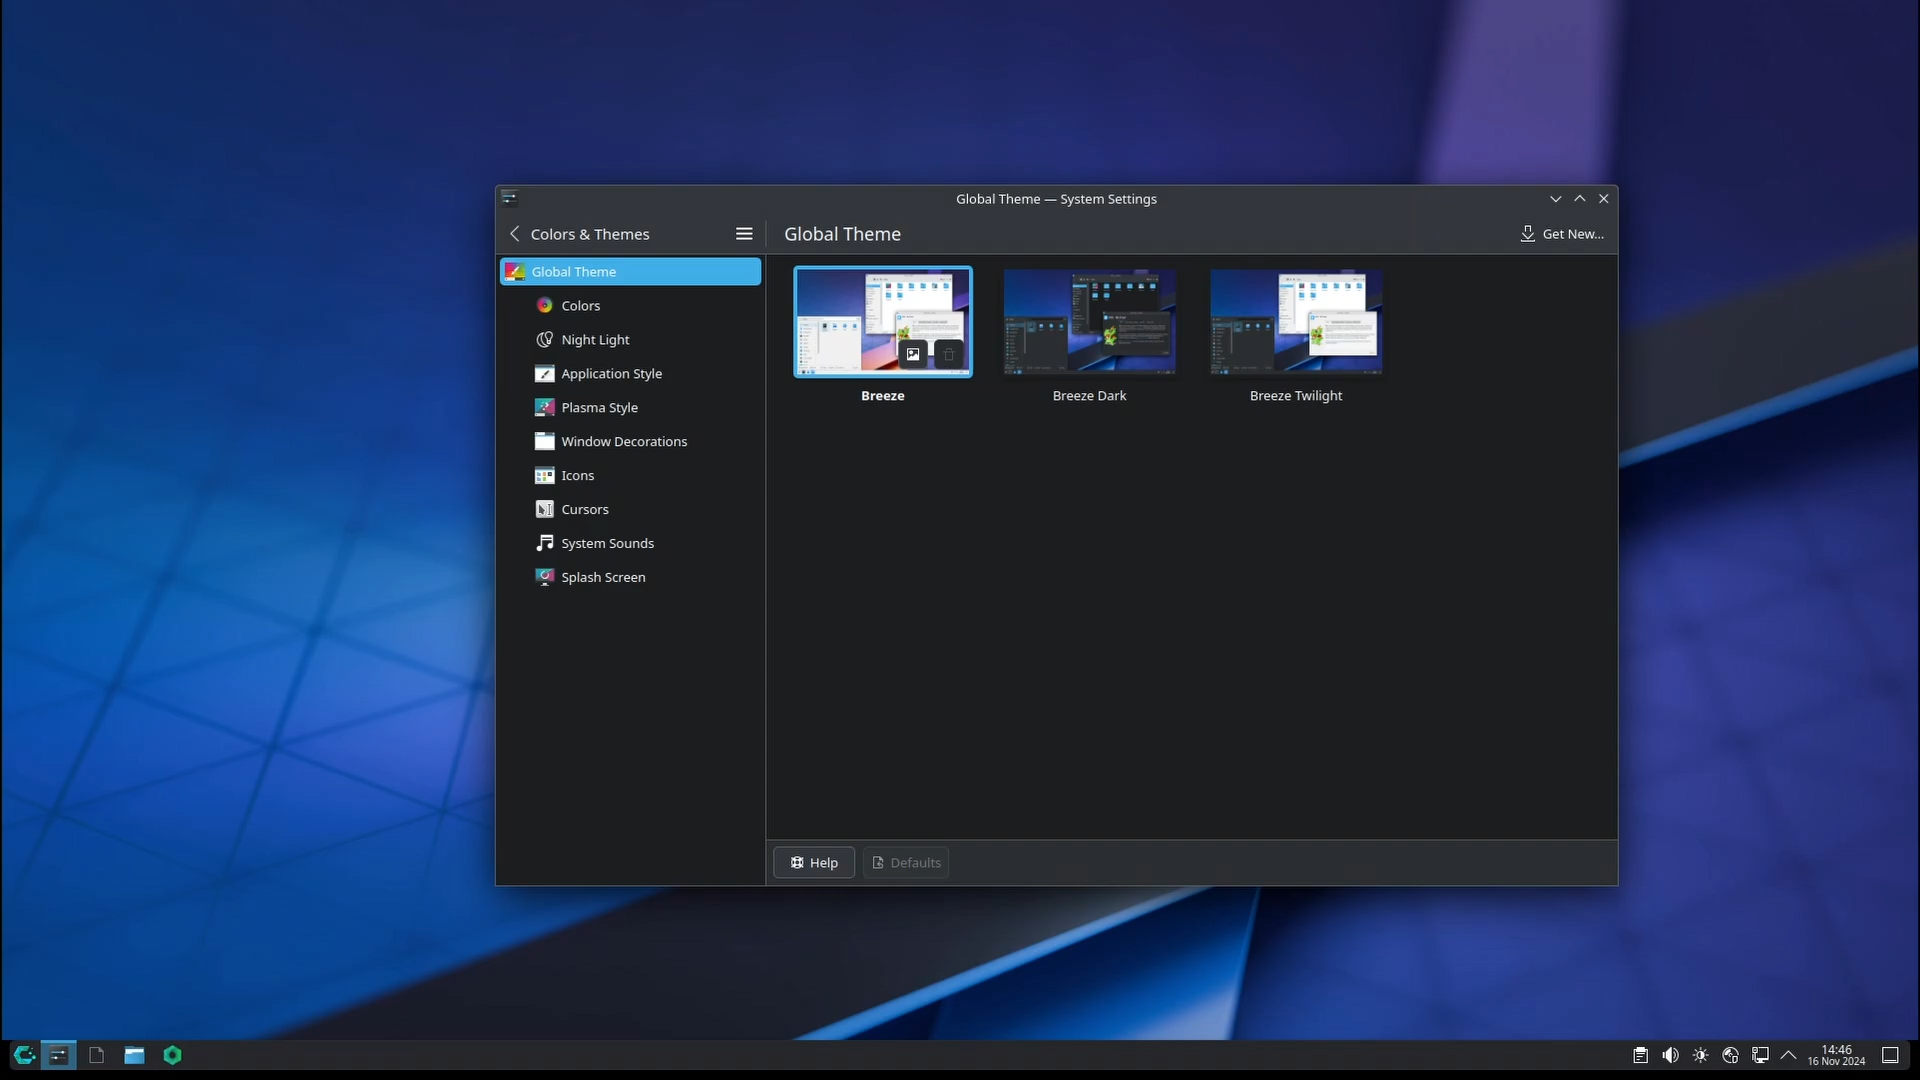 Global Theme — System Settings
Colors & Themes
Global Theme
Get New...
Global Theme
Colors
Night Light
Application Style
Plasma Style
Window Decorations
Icons
Cursors
System Sounds
Splash Screen
Breeze
Breeze Dark
Breeze Twilight
Help
Defaults
14:46
16 Nov 2024